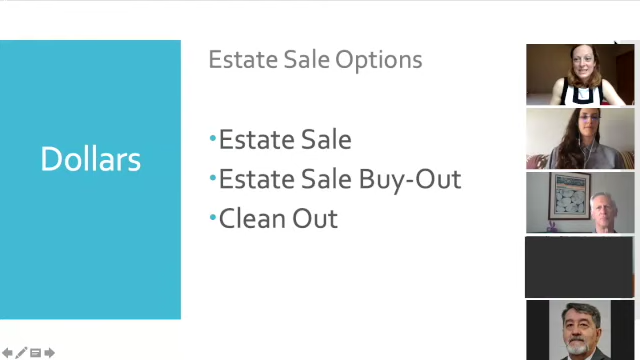 Estate Sale Options
Dollars
•Estate Sale
•Estate Sale Buy-Out
•Clean Out